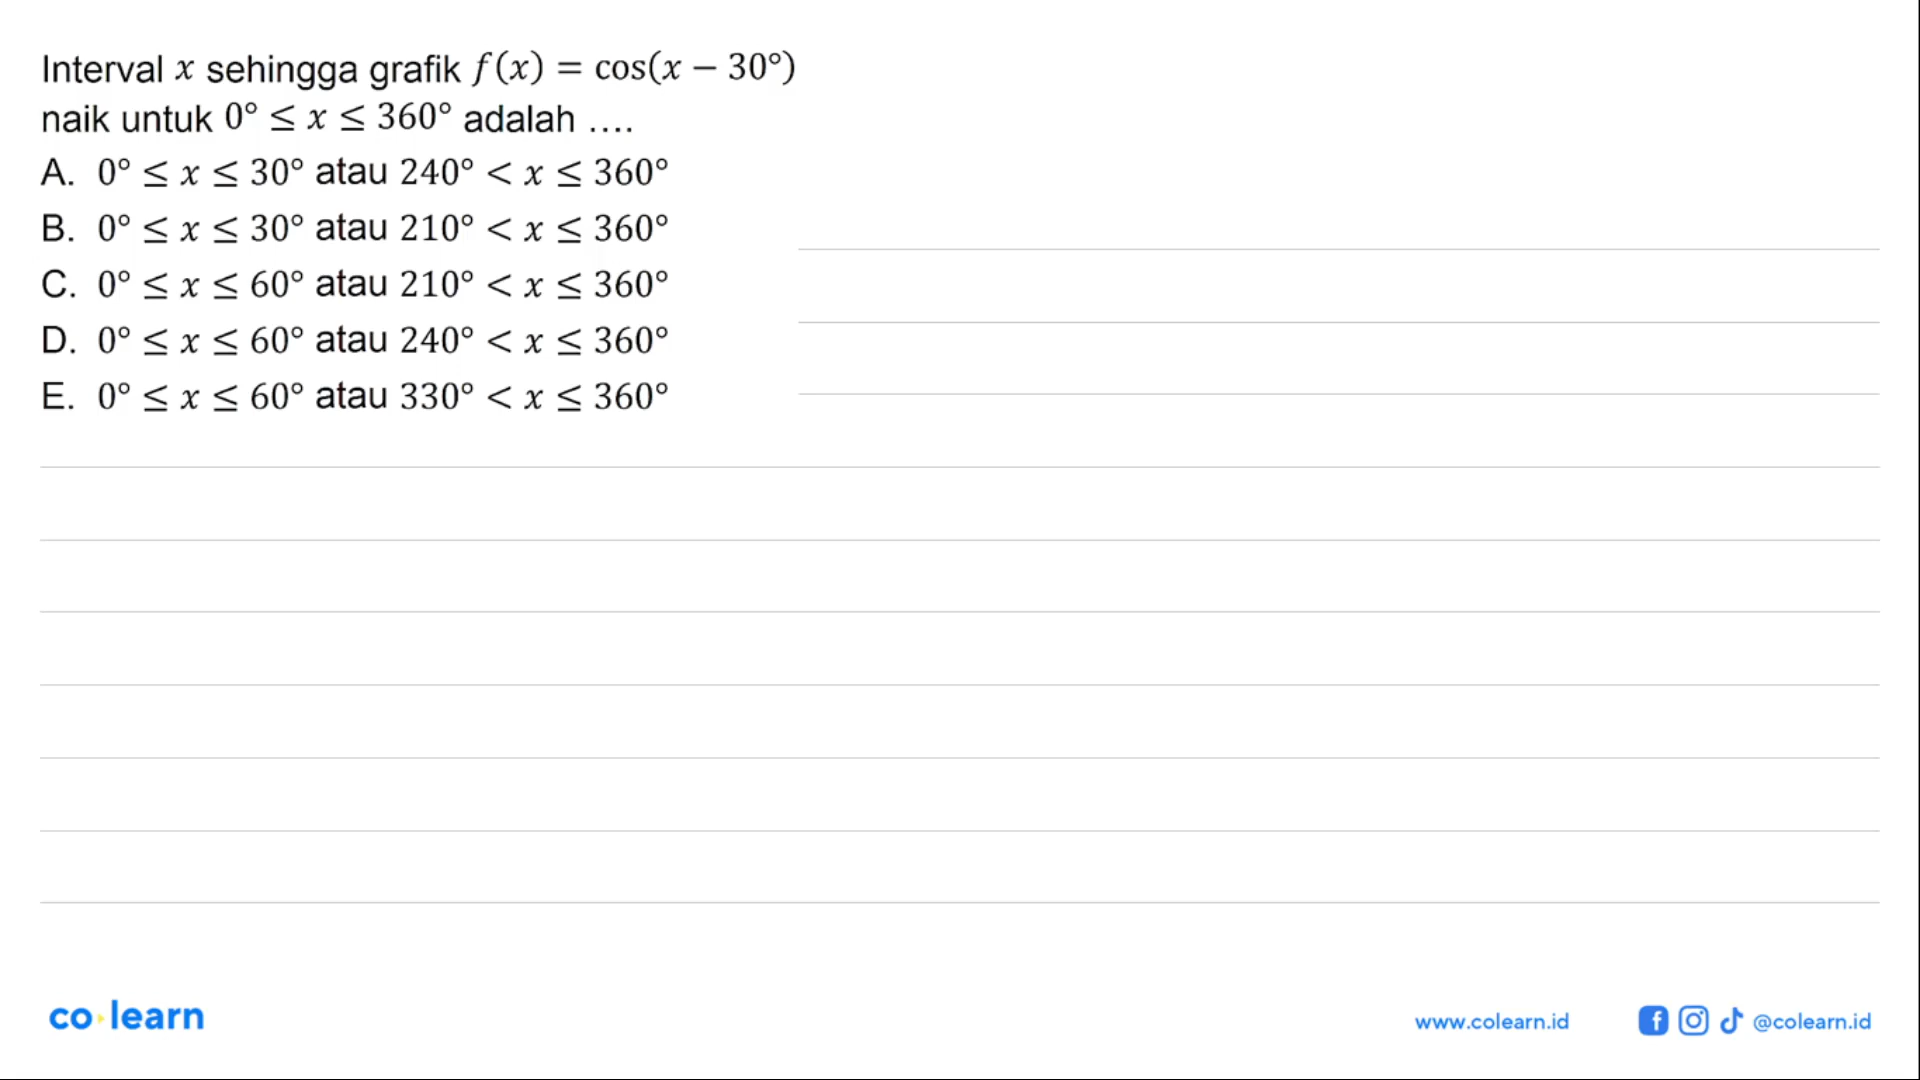 Interval x sehingga grafik f(x) = cos(x − 30°)
naik untuk 0° ≤ x ≤ 360° adalah ....
A. 0° ≤ x ≤ 30° atau 240° < x ≤ 360°
B. 0° ≤ x ≤ 30° atau 210° < x ≤ 360°
C. 0° ≤ x ≤ 60° atau 210° < x ≤ 360°
D. 0° ≤ x ≤ 60° atau 240° < x ≤ 360°
E. 0° ≤ x ≤ 60° atau 330° < x ≤ 360°
co learn
www.colearn.id
@colearn.id